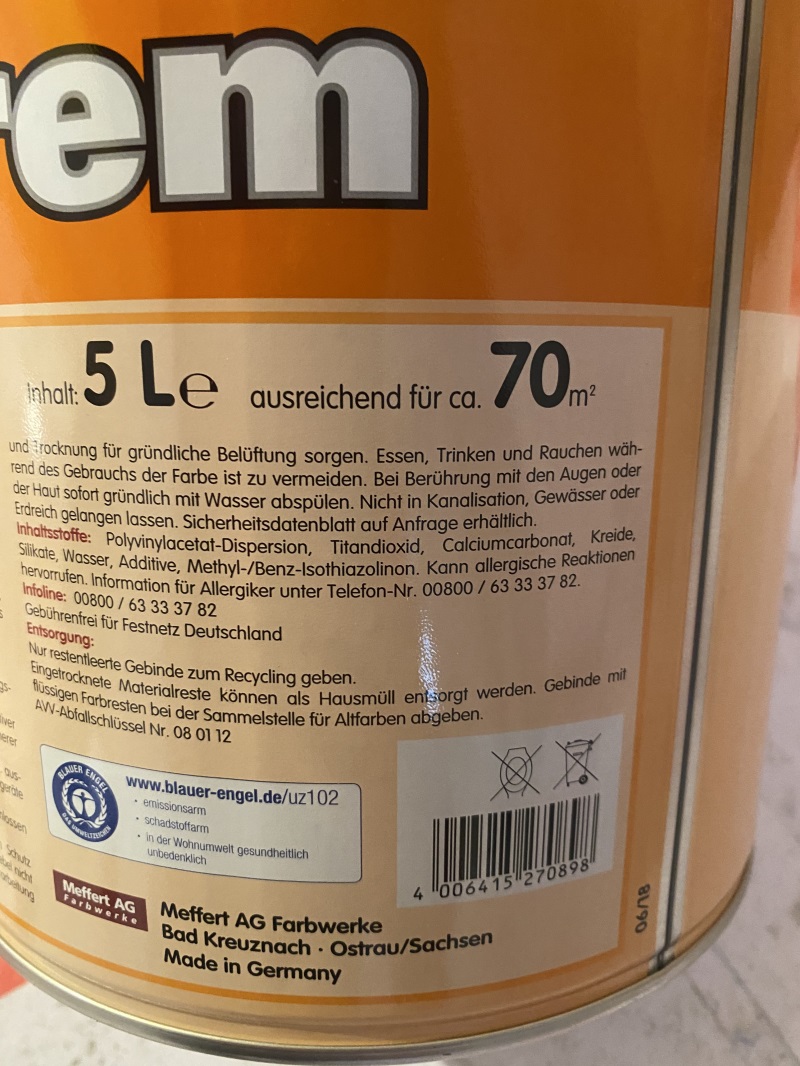 em
Inhalt: 5 L e ausreichend für ca. 70 m²
und Trocknung für gründliche Belüftung sorgen. Essen, Trinken und Rauchen wäh-
rend des Gebrauchs der Farbe ist zu vermeiden. Bei Berührung mit den Augen oder
der Haut sofort gründlich mit Wasser abspülen. Nicht in Kanalisation, Gewässer oder
Erdreich gelangen lassen. Sicherheitsdatenblatt auf Anfrage erhältlich.
Inhaltsstoffe: Polyvinylacetat-Dispersion, Titandioxid, Calciumcarbonat, Kreide,
Silikate, Wasser, Additive, Methyl-/Benz-Isothiazolinon. Kann allergische Reaktionen
hervorrufen. Information für Allergiker unter Telefon-Nr. 00800 / 63 33 37 82.
Infoline: 00800 / 63 33 37 82
Gebührenfrei für Festnetz Deutschland
Entsorgung:
Nur restentleerte Gebinde zum Recycling geben.
Eingetrocknete Materialreste können als Hausmüll entsorgt werden. Gebinde mit
flüssigen Farbresten bei der Sammelstelle für Altfarben abgeben.
AVV-Abfallschlüssel Nr. 08 01 12
BLAUER ENGEL
DAS UMWELTZEICHEN
www.blauer-engel.de/uz102
• emissionsarm
• schadstoffarm
• in der Wohnumwelt gesundheitlich
unbedenklich
4 006415 270898
Meffert AG
Farbwerke
Meffert AG Farbwerke
Bad Kreuznach · Ostrau/Sachsen
Made in Germany
06/18